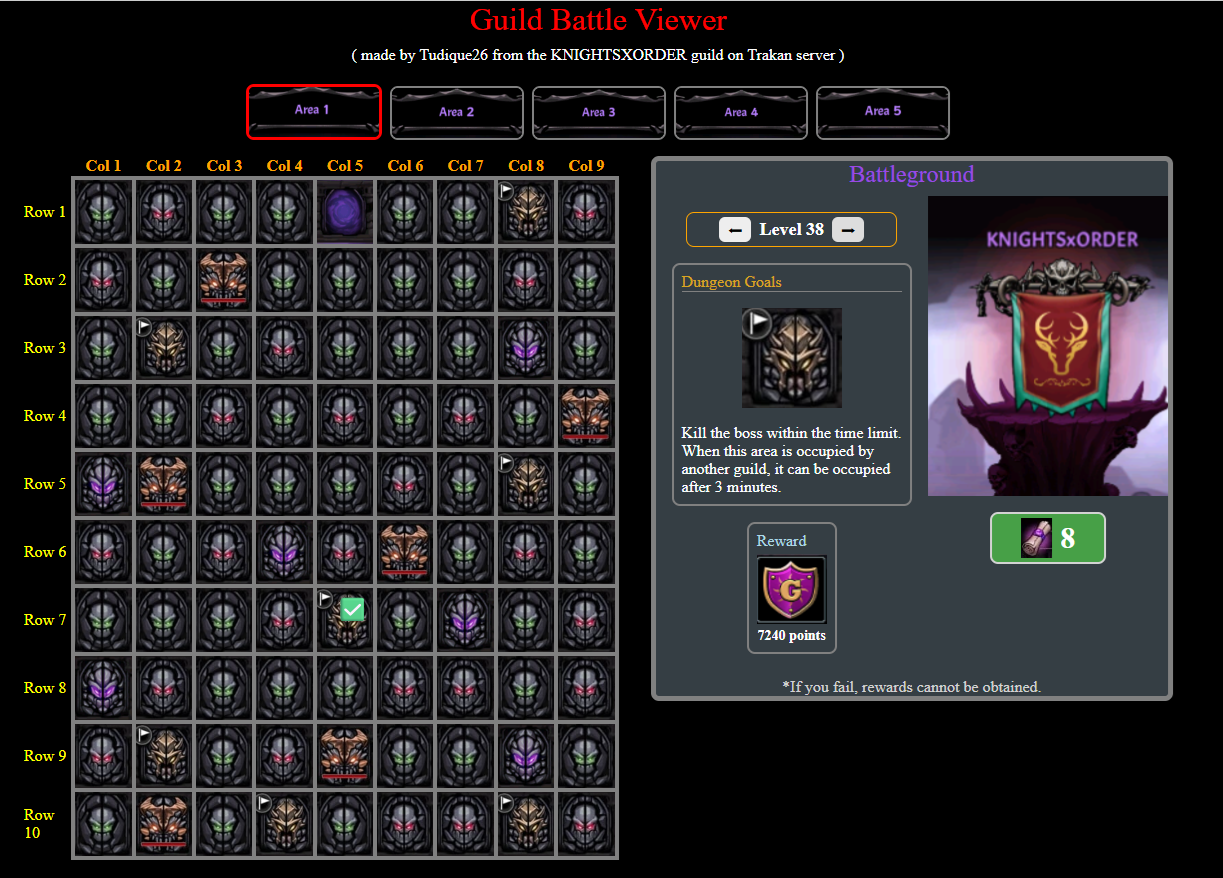 Guild Battle Viewer
( made by Tudique26 from the KNIGHTSXORDER guild on Trakan server )
Area 1
Area 2
Area 3
Area 4
Area 5
Col 1 Col 2 Col 3 Col 4 Col 5 Col 6 Col 7 Col 8 Col 9
Row 1
Row 2
Row 3
Row 4
Row 5
Row 6
Row 7
Row 8
Row 9
Row
10
Battleground
← Level 38 →
Dungeon Goals
Kill the boss within the time limit.
When this area is occupied by
another guild, it can be occupied
after 3 minutes.
Reward
G
7240 points
KNIGHTSxORDER
8
*If you fail, rewards cannot be obtained.